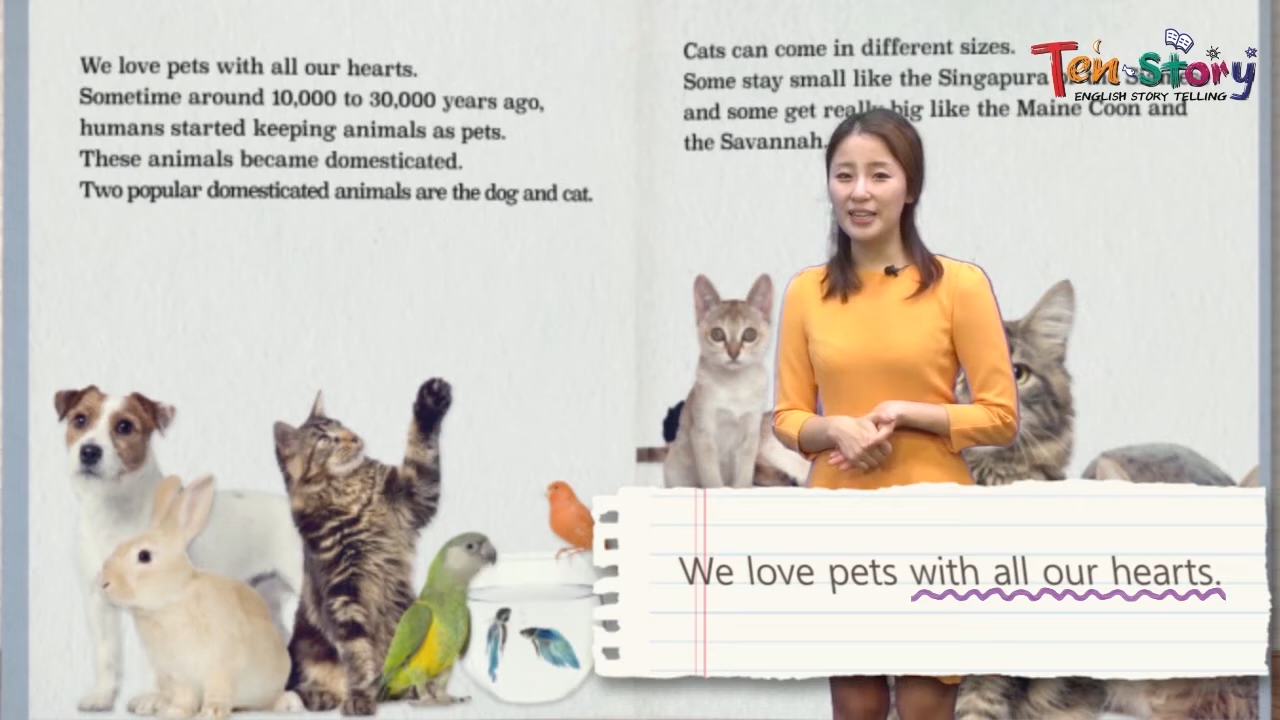 We love pets with all our hearts.
Sometime around 10,000 to 30,000 years ago,
humans started keeping animals as pets.
These animals became domesticated.
Two popular domesticated animals are the dog and cat.
Cats can come in different sizes.
Some stay small like the Singapura
and some get really big like the Maine Coon and
the Savannah.
Ten Story
ENGLISH STORY TELLING
We love pets with all our hearts.